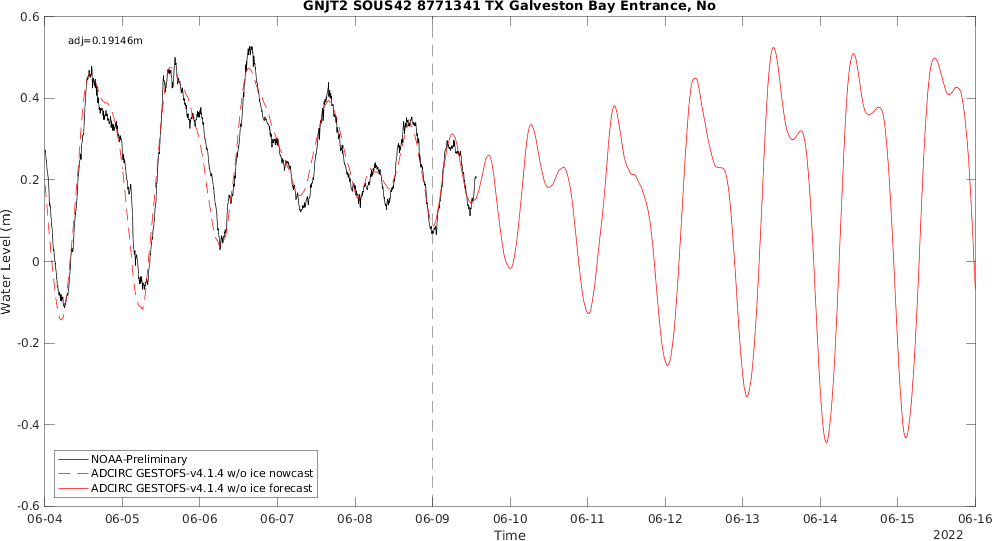 GNJT2 SOUS42 8771341 TX Galveston Bay Entrance, No
adj=0.19146m
0.6
0.4
0.2
0
-0.2
-0.4
-0.6
Water Level (m)
NOAA-Preliminary
ADCIRC GESTOFS-v4.1.4 w/o ice nowcast
ADCIRC GESTOFS-v4.1.4 w/o ice forecast
06-04 06-05 06-06 06-07 06-08 06-09 06-10 06-11 06-12 06-13 06-14 06-15 06-16
Time
2022